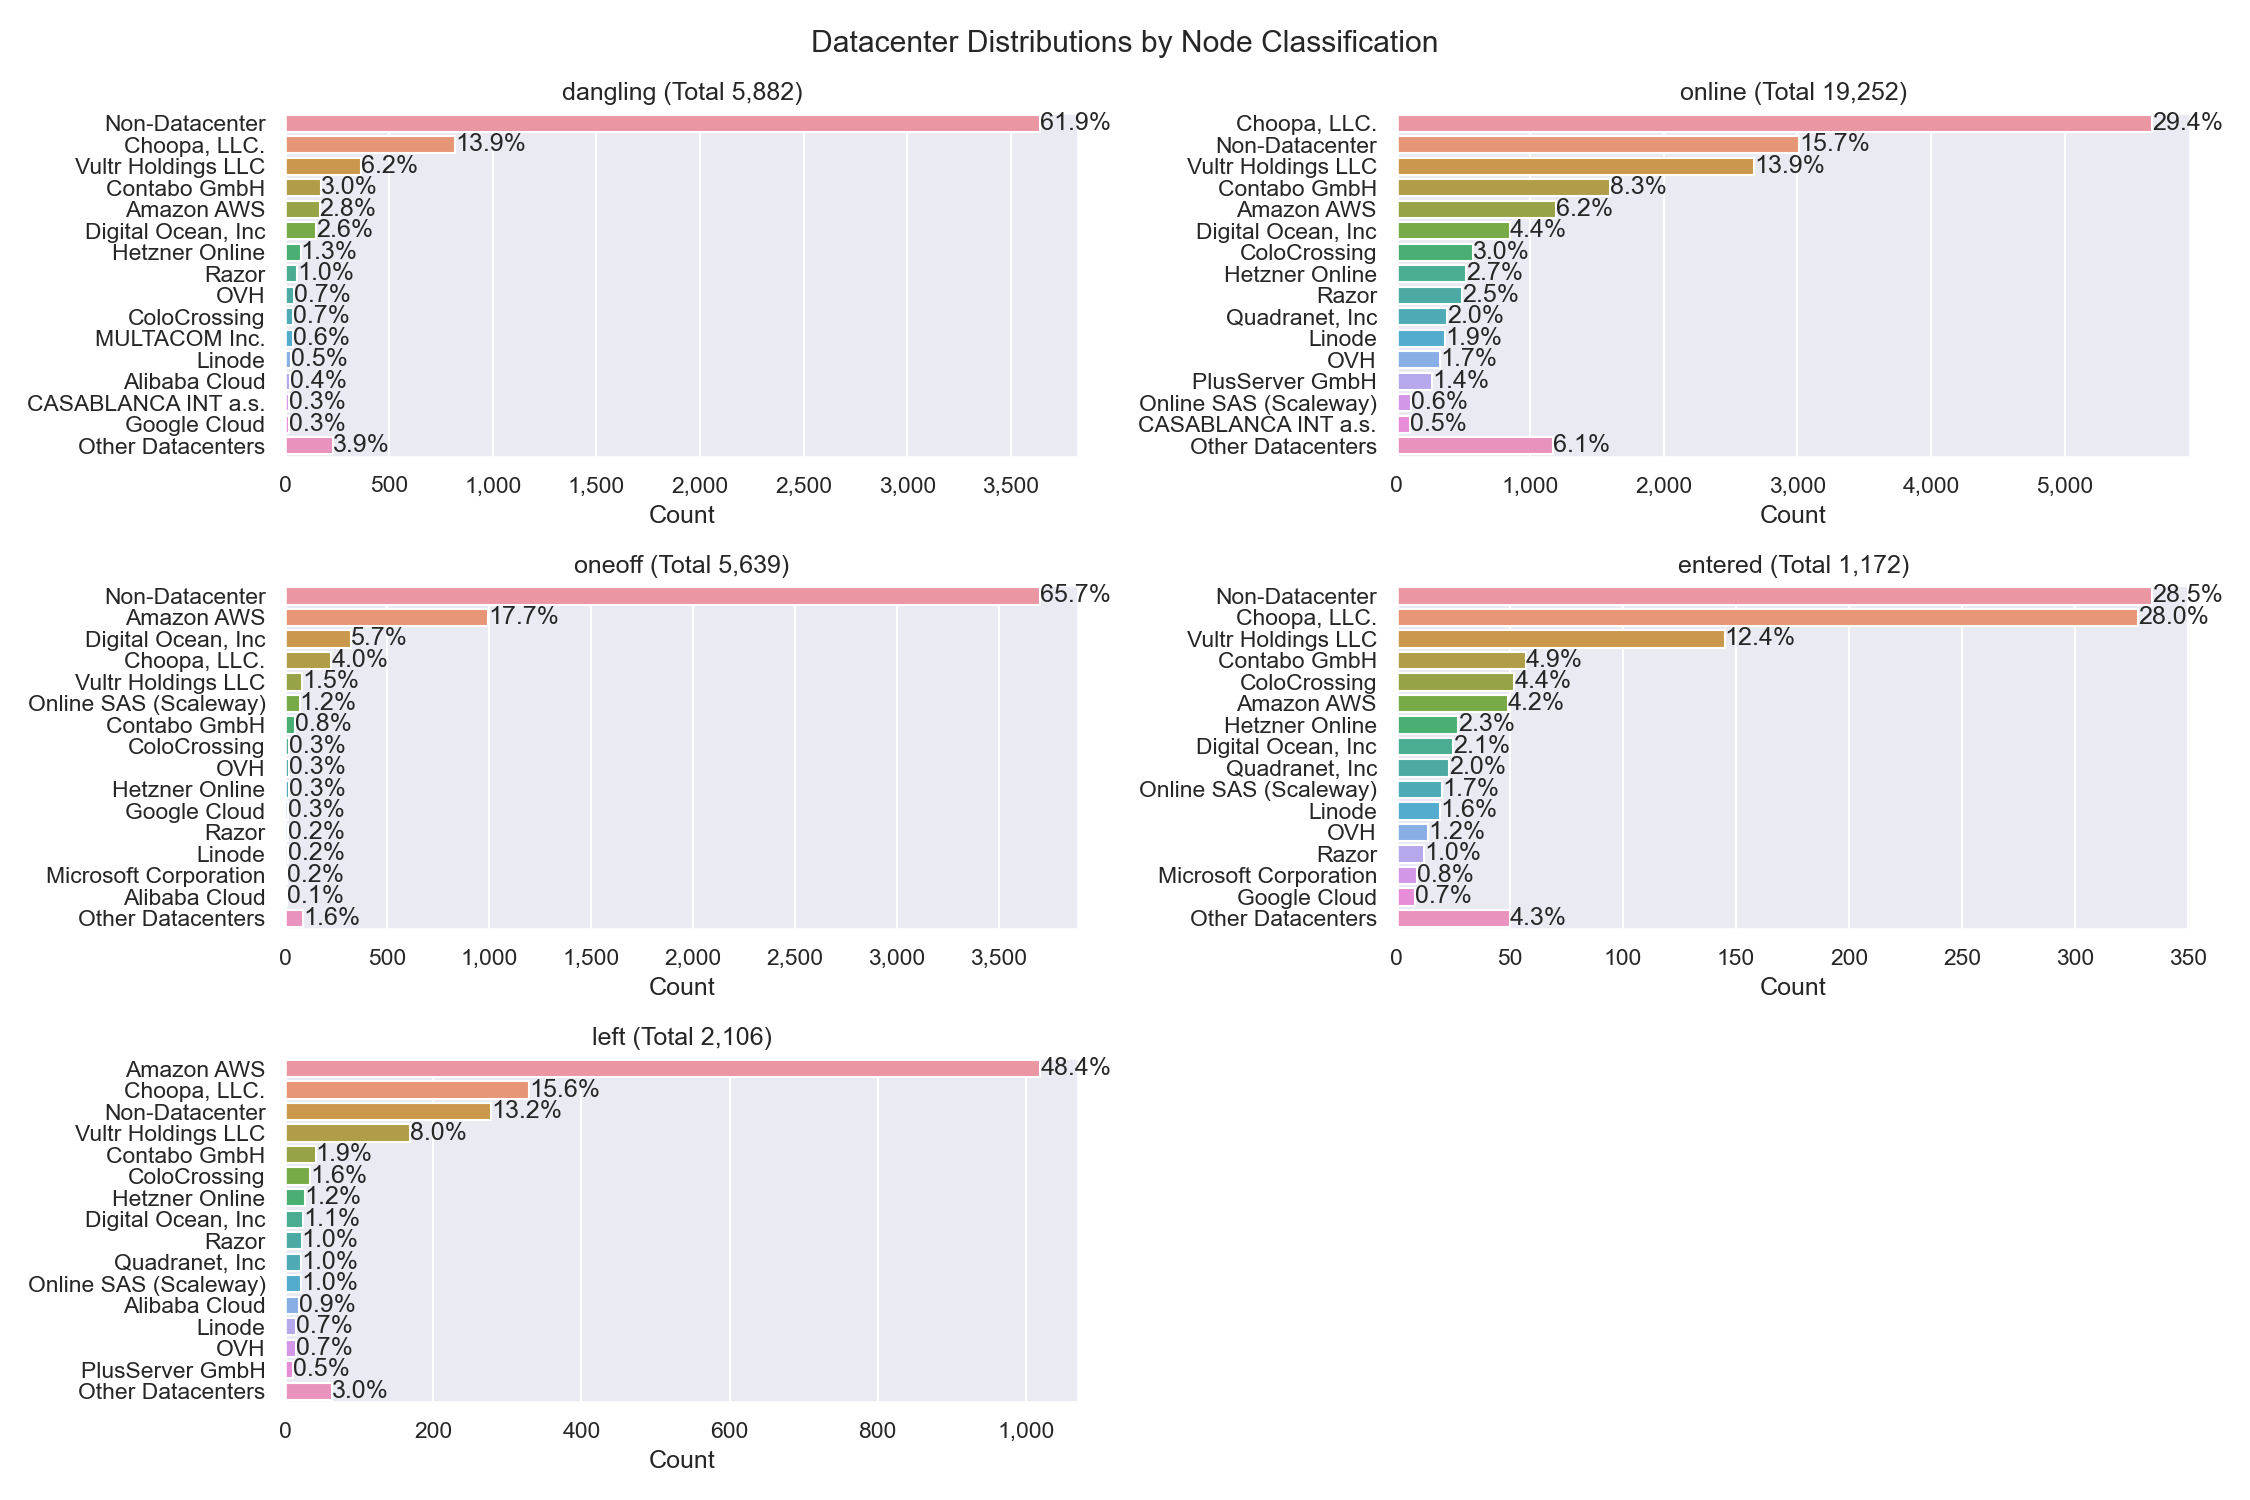 Datacenter Distributions by Node Classification
dangling (Total 5,882)
Non-Datacenter 61.9%
Choopa, LLC. 13.9%
Vultr Holdings LLC 6.2%
Contabo GmbH 3.0%
Amazon AWS 2.8%
Digital Ocean, Inc 2.6%
Hetzner Online 1.3%
Razor 1.0%
OVH 0.7%
ColoCrossing 0.7%
MULTACOM Inc. 0.6%
Linode 0.5%
Alibaba Cloud 0.4%
CASABLANCA INT a.s. 0.3%
Google Cloud 0.3%
Other Datacenters 3.9%
0 500 1,000 1,500 2,000 2,500 3,000 3,500
Count
online (Total 19,252)
Choopa, LLC. 29.4%
Non-Datacenter 15.7%
Vultr Holdings LLC 13.9%
Contabo GmbH 8.3%
Amazon AWS 6.2%
Digital Ocean, Inc 4.4%
ColoCrossing 3.0%
Hetzner Online 2.7%
Razor 2.5%
Quadranet, Inc 2.0%
Linode 1.9%
OVH 1.7%
PlusServer GmbH 1.4%
Online SAS (Scaleway) 0.6%
CASABLANCA INT a.s. 0.5%
Other Datacenters 6.1%
0 1,000 2,000 3,000 4,000 5,000
Count
oneoff (Total 5,639)
Non-Datacenter 65.7%
Amazon AWS 17.7%
Digital Ocean, Inc 5.7%
Choopa, LLC. 4.0%
Vultr Holdings LLC 1.5%
Online SAS (Scaleway) 1.2%
Contabo GmbH 0.8%
ColoCrossing 0.3%
OVH 0.3%
Hetzner Online 0.3%
Google Cloud 0.3%
Razor 0.2%
Linode 0.2%
Microsoft Corporation 0.2%
Alibaba Cloud 0.1%
Other Datacenters 1.6%
0 500 1,000 1,500 2,000 2,500 3,000 3,500
Count
entered (Total 1,172)
Non-Datacenter 28.5%
Choopa, LLC. 28.0%
Vultr Holdings LLC 12.4%
Contabo GmbH 4.9%
ColoCrossing 4.4%
Amazon AWS 4.2%
Hetzner Online 2.3%
Digital Ocean, Inc 2.1%
Quadranet, Inc 2.0%
Online SAS (Scaleway) 1.7%
Linode 1.6%
OVH 1.2%
Razor 1.0%
Microsoft Corporation 0.8%
Google Cloud 0.7%
Other Datacenters 4.3%
0 50 100 150 200 250 300 350
Count
left (Total 2,106)
Amazon AWS 48.4%
Choopa, LLC. 15.6%
Non-Datacenter 13.2%
Vultr Holdings LLC 8.0%
Contabo GmbH 1.9%
ColoCrossing 1.6%
Hetzner Online 1.2%
Digital Ocean, Inc 1.1%
Razor 1.0%
Quadranet, Inc 1.0%
Online SAS (Scaleway) 1.0%
Alibaba Cloud 0.9%
Linode 0.7%
OVH 0.7%
PlusServer GmbH 0.5%
Other Datacenters 3.0%
0 200 400 600 800 1,000
Count